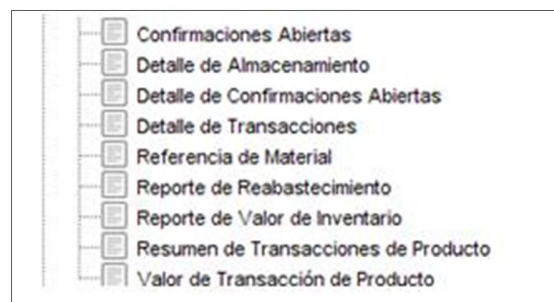 Confirmaciones Abiertas
Detalle de Almacenamiento
Detalle de Confirmaciones Abiertas
Detalle de Transacciones
Referencia de Material
Reporte de Reabastecimiento
Reporte de Valor de Inventario
Resumen de Transacciones de Producto
Valor de Transacción de Producto